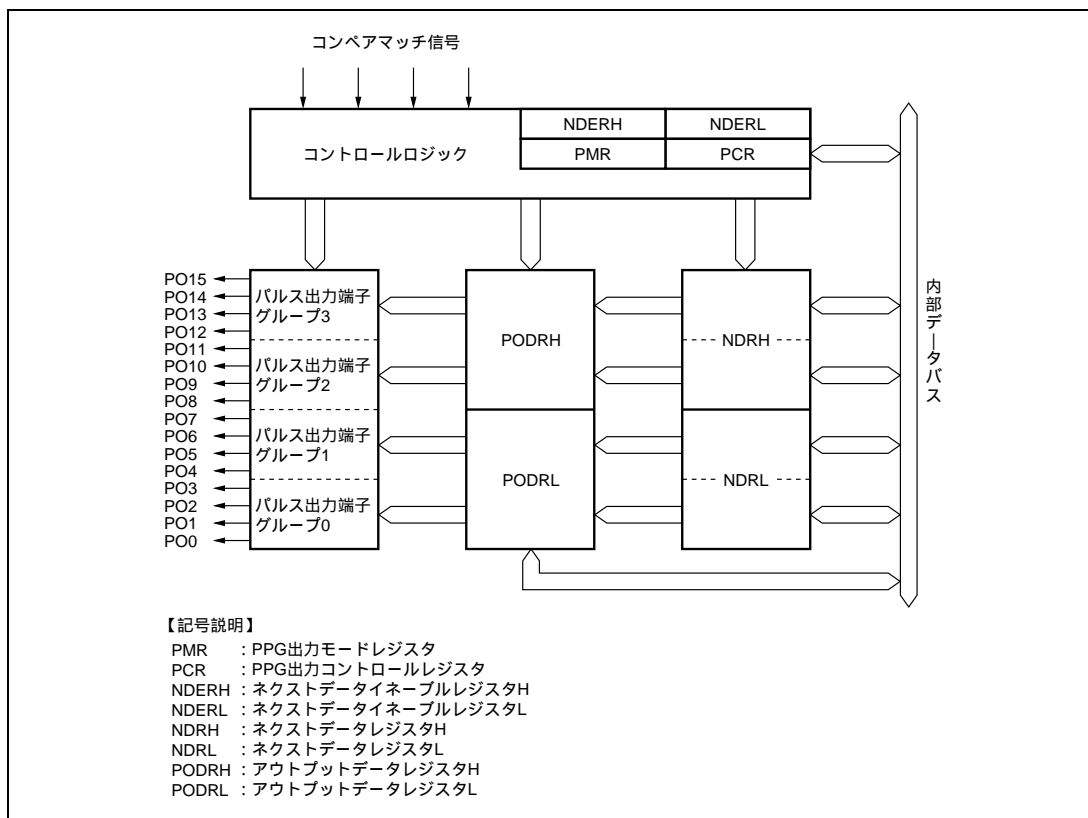 コンペアマッチ信号
コントロールロジック
NDERH
NDERL
PMR
PCR
PO15
PO14
PO13
PO12
PO11
PO10
PO9
PO8
PO7
PO6
PO5
PO4
PO3
PO2
PO1
PO0
パルス出力端子
グループ3
パルス出力端子
グループ2
パルス出力端子
グループ1
パルス出力端子
グループ0
PODRH
PODRL
NDRH
NDRL
内部データバス
【記号説明】
PMR :PPG出力モードレジスタ
PCR :PPG出力コントロールレジスタ
NDERH :ネクストデータイネーブルレジスタH
NDERL :ネクストデータイネーブルレジスタL
NDRH :ネクストデータレジスタH
NDRL :ネクストデータレジスタL
PODRH :アウトプットデータレジスタH
PODRL :アウトプットデータレジスタL